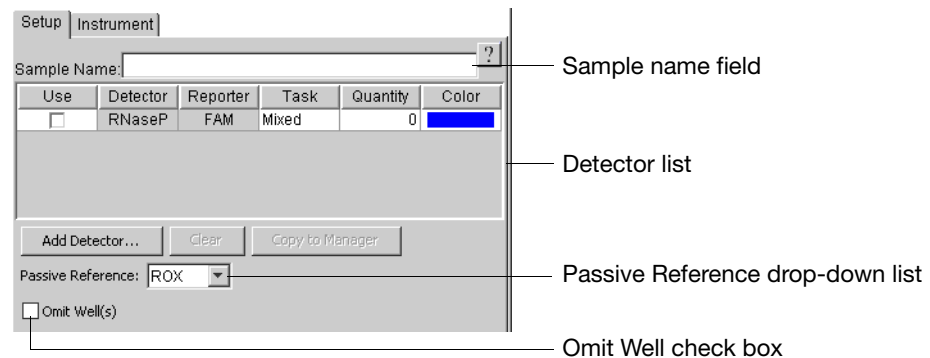 Setup Instrument
?
Sample Name:
Sample name field
Use Detector Reporter Task Quantity Color
RNaseP FAM Mixed 0
Detector list
Add Detector... Clear Copy to Manager
Passive Reference: ROX
Passive Reference drop-down list
Omit Well(s)
Omit Well check box